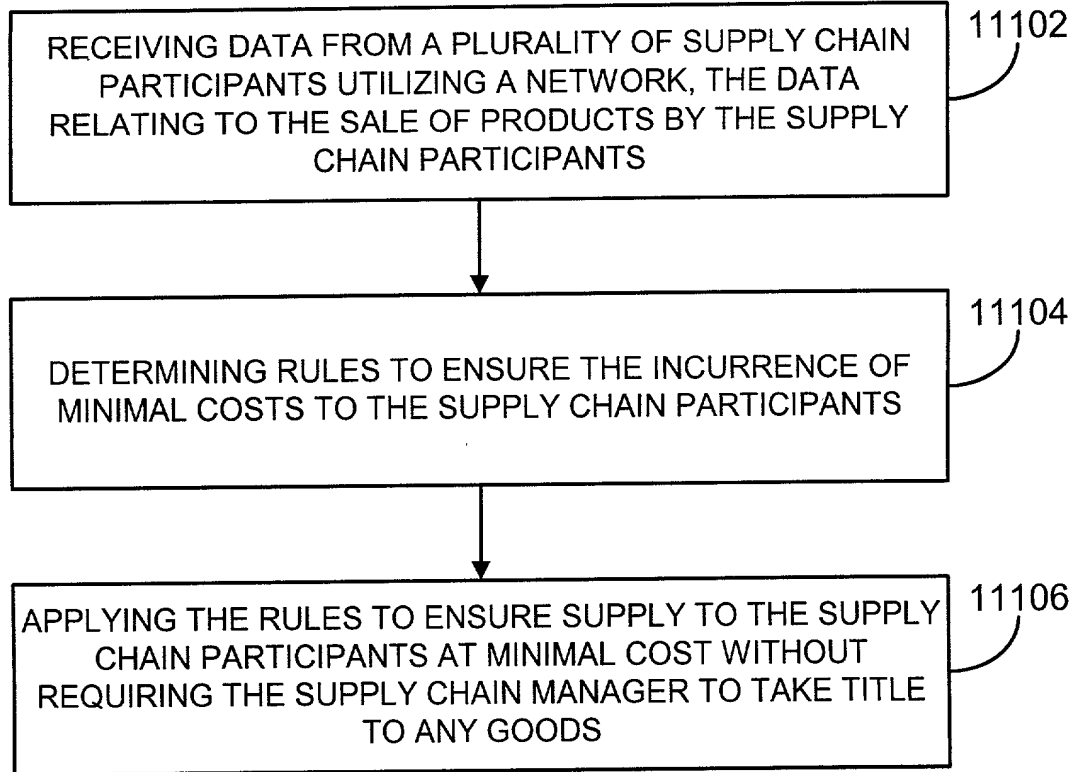 RECEIVING DATA FROM A PLURALITY OF SUPPLY CHAIN
PARTICIPANTS UTILIZING A NETWORK, THE DATA
RELATING TO THE SALE OF PRODUCTS BY THE SUPPLY
CHAIN PARTICIPANTS
11102
DETERMINING RULES TO ENSURE THE INCURRENCE OF
MINIMAL COSTS TO THE SUPPLY CHAIN PARTICIPANTS
11104
APPLYING THE RULES TO ENSURE SUPPLY TO THE SUPPLY
CHAIN PARTICIPANTS AT MINIMAL COST WITHOUT
REQUIRING THE SUPPLY CHAIN MANAGER TO TAKE TITLE
TO ANY GOODS
11106